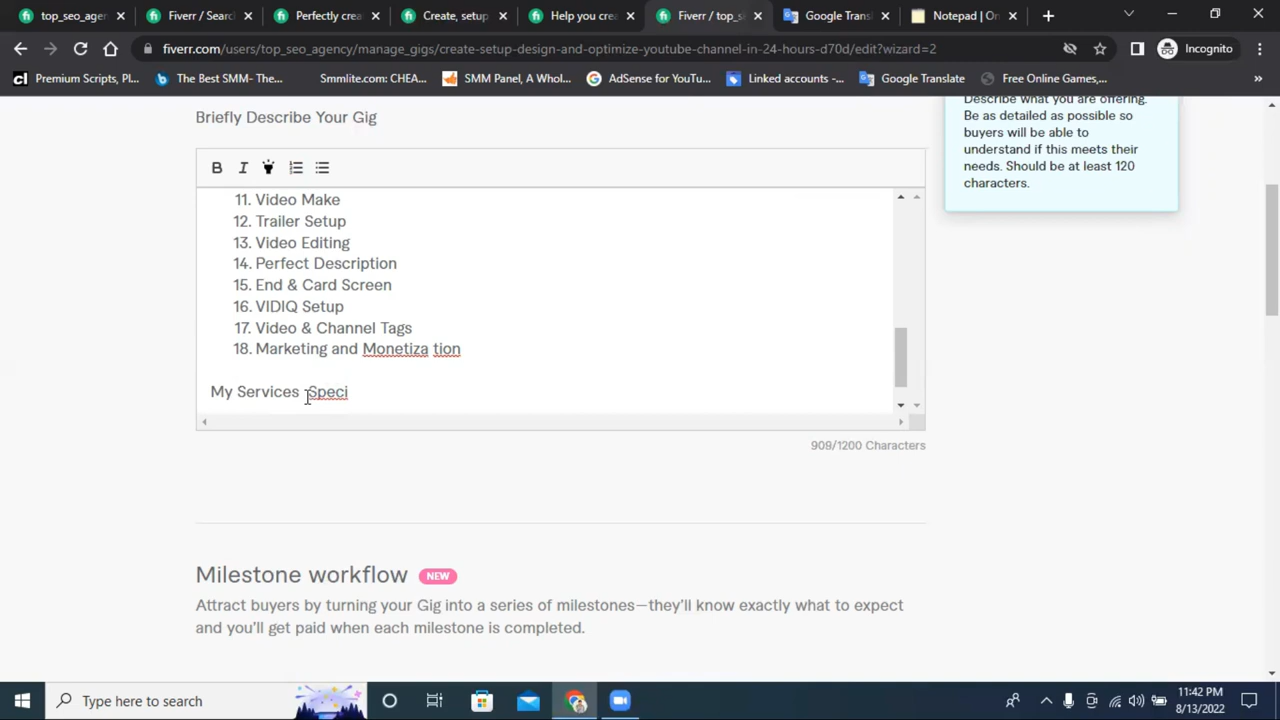 top_seo_agency
Fiverr / Search
Perfectly crea
Create, setup
Help you crea
Fiverr / top_s
Google Transl
Notepad | On
fiverr.com/users/top_seo_agency/manage_gigs/create-setup-design-and-optimize-youtube-channel-in-24-hours-d70d/edit?wizard=2
Incognito
Premium Scripts, Pl...
The Best SMM- The...
Smmlite.com: CHEA...
SMM Panel, A Whol...
AdSense for YouTu...
Linked accounts -...
Google Translate
Free Online Games,...
»
Briefly Describe Your Gig
Describe what you are offering.
Be as detailed as possible so
buyers will be able to
understand if this meets their
needs. Should be at least 120
characters.
B I
11. Video Make
12. Trailer Setup
13. Video Editing
14. Perfect Description
15. End & Card Screen
16. VIDIQ Setup
17. Video & Channel Tags
18. Marketing and Monetiza tion
My Services Speci
909/1200 Characters
Milestone workflow NEW
Attract buyers by turning your Gig into a series of milestones—they'll know exactly what to expect
and you'll get paid when each milestone is completed.
Type here to search
11:42 PM
8/13/2022